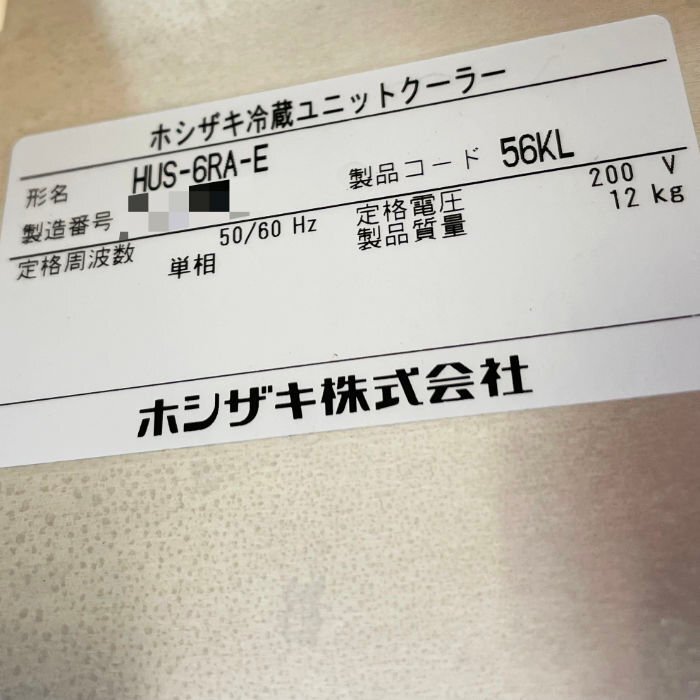 ホシザキ冷蔵ユニットクーラー
形名 HUS-6RA-E 製品コード 56KL
製造番号
定格電圧 200 V
定格周波数 50/60 Hz 製品質量 12 kg
単相
ホシザキ株式会社